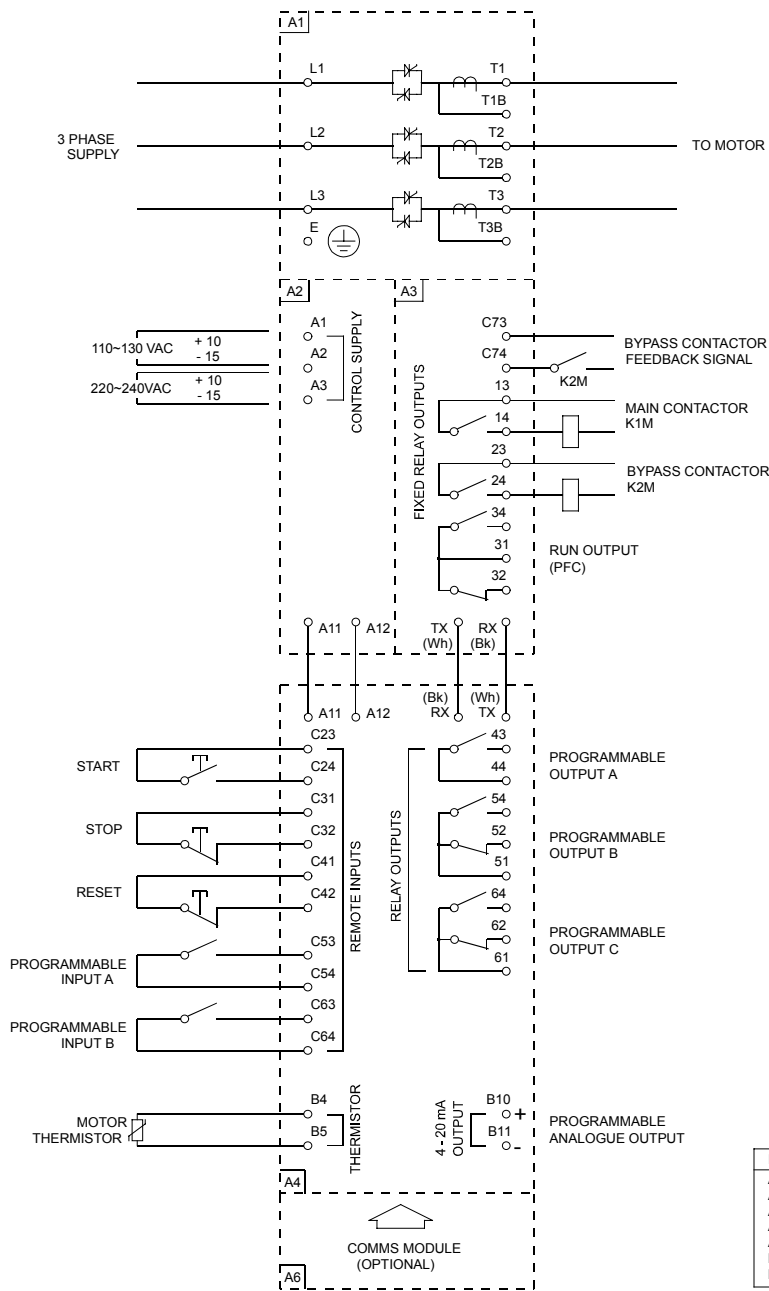 A1
L1
T1
T1B
3 PHASE
SUPPLY
L2
T2
TO MOTOR
T2B
L3
T3
E
T3B
A2
A3
A1
C73
110~130 VAC
+ 10
- 15
A2
C74
BYPASS CONTACTOR
FEEDBACK SIGNAL
220~240VAC
+ 10
- 15
A3
CONTROL SUPPLY
K2M
13
MAIN CONTACTOR
K1M
14
FIXED RELAY OUTPUTS
23
BYPASS CONTACTOR
K2M
24
34
31
RUN OUTPUT
(PFC)
32
A11
A12
TX
(Wh)
RX
(Bk)
(Bk)
RX
(Wh)
TX
A11
A12
C23
43
START
C24
44
PROGRAMMABLE
OUTPUT A
C31
54
STOP
C32
52
PROGRAMMABLE
OUTPUT B
C41
51
RESET
C42
64
REMOTE INPUTS
RELAY OUTPUTS
C53
62
PROGRAMMABLE
OUTPUT C
PROGRAMMABLE
INPUT A
C54
61
C63
PROGRAMMABLE
INPUT B
C64
B4
B10
+
MOTOR
THERMISTOR
B5
THERMISTOR
4 - 20 mA
OUTPUT
B11
-
PROGRAMMABLE
ANALOGUE OUTPUT
A4
COMMS MODULE
(OPTIONAL)
A6